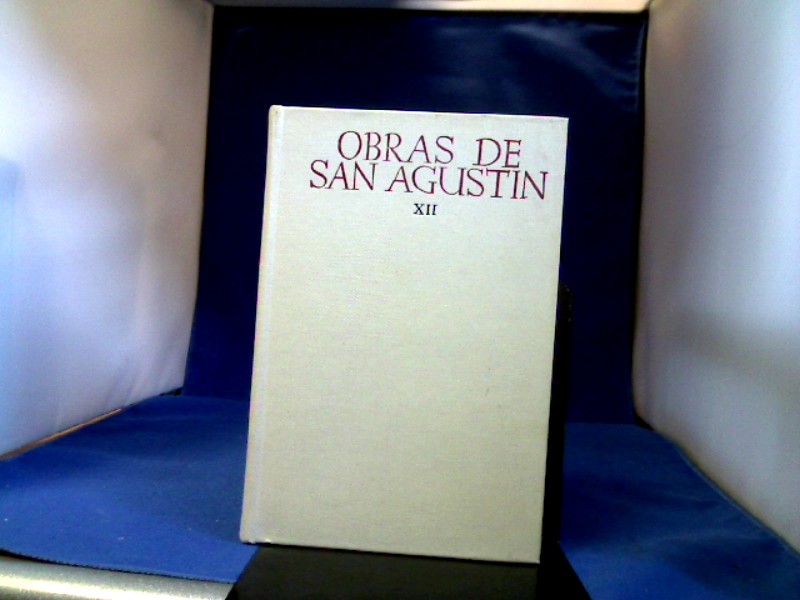 OBRAS DE
SAN AGUSTIN
XII